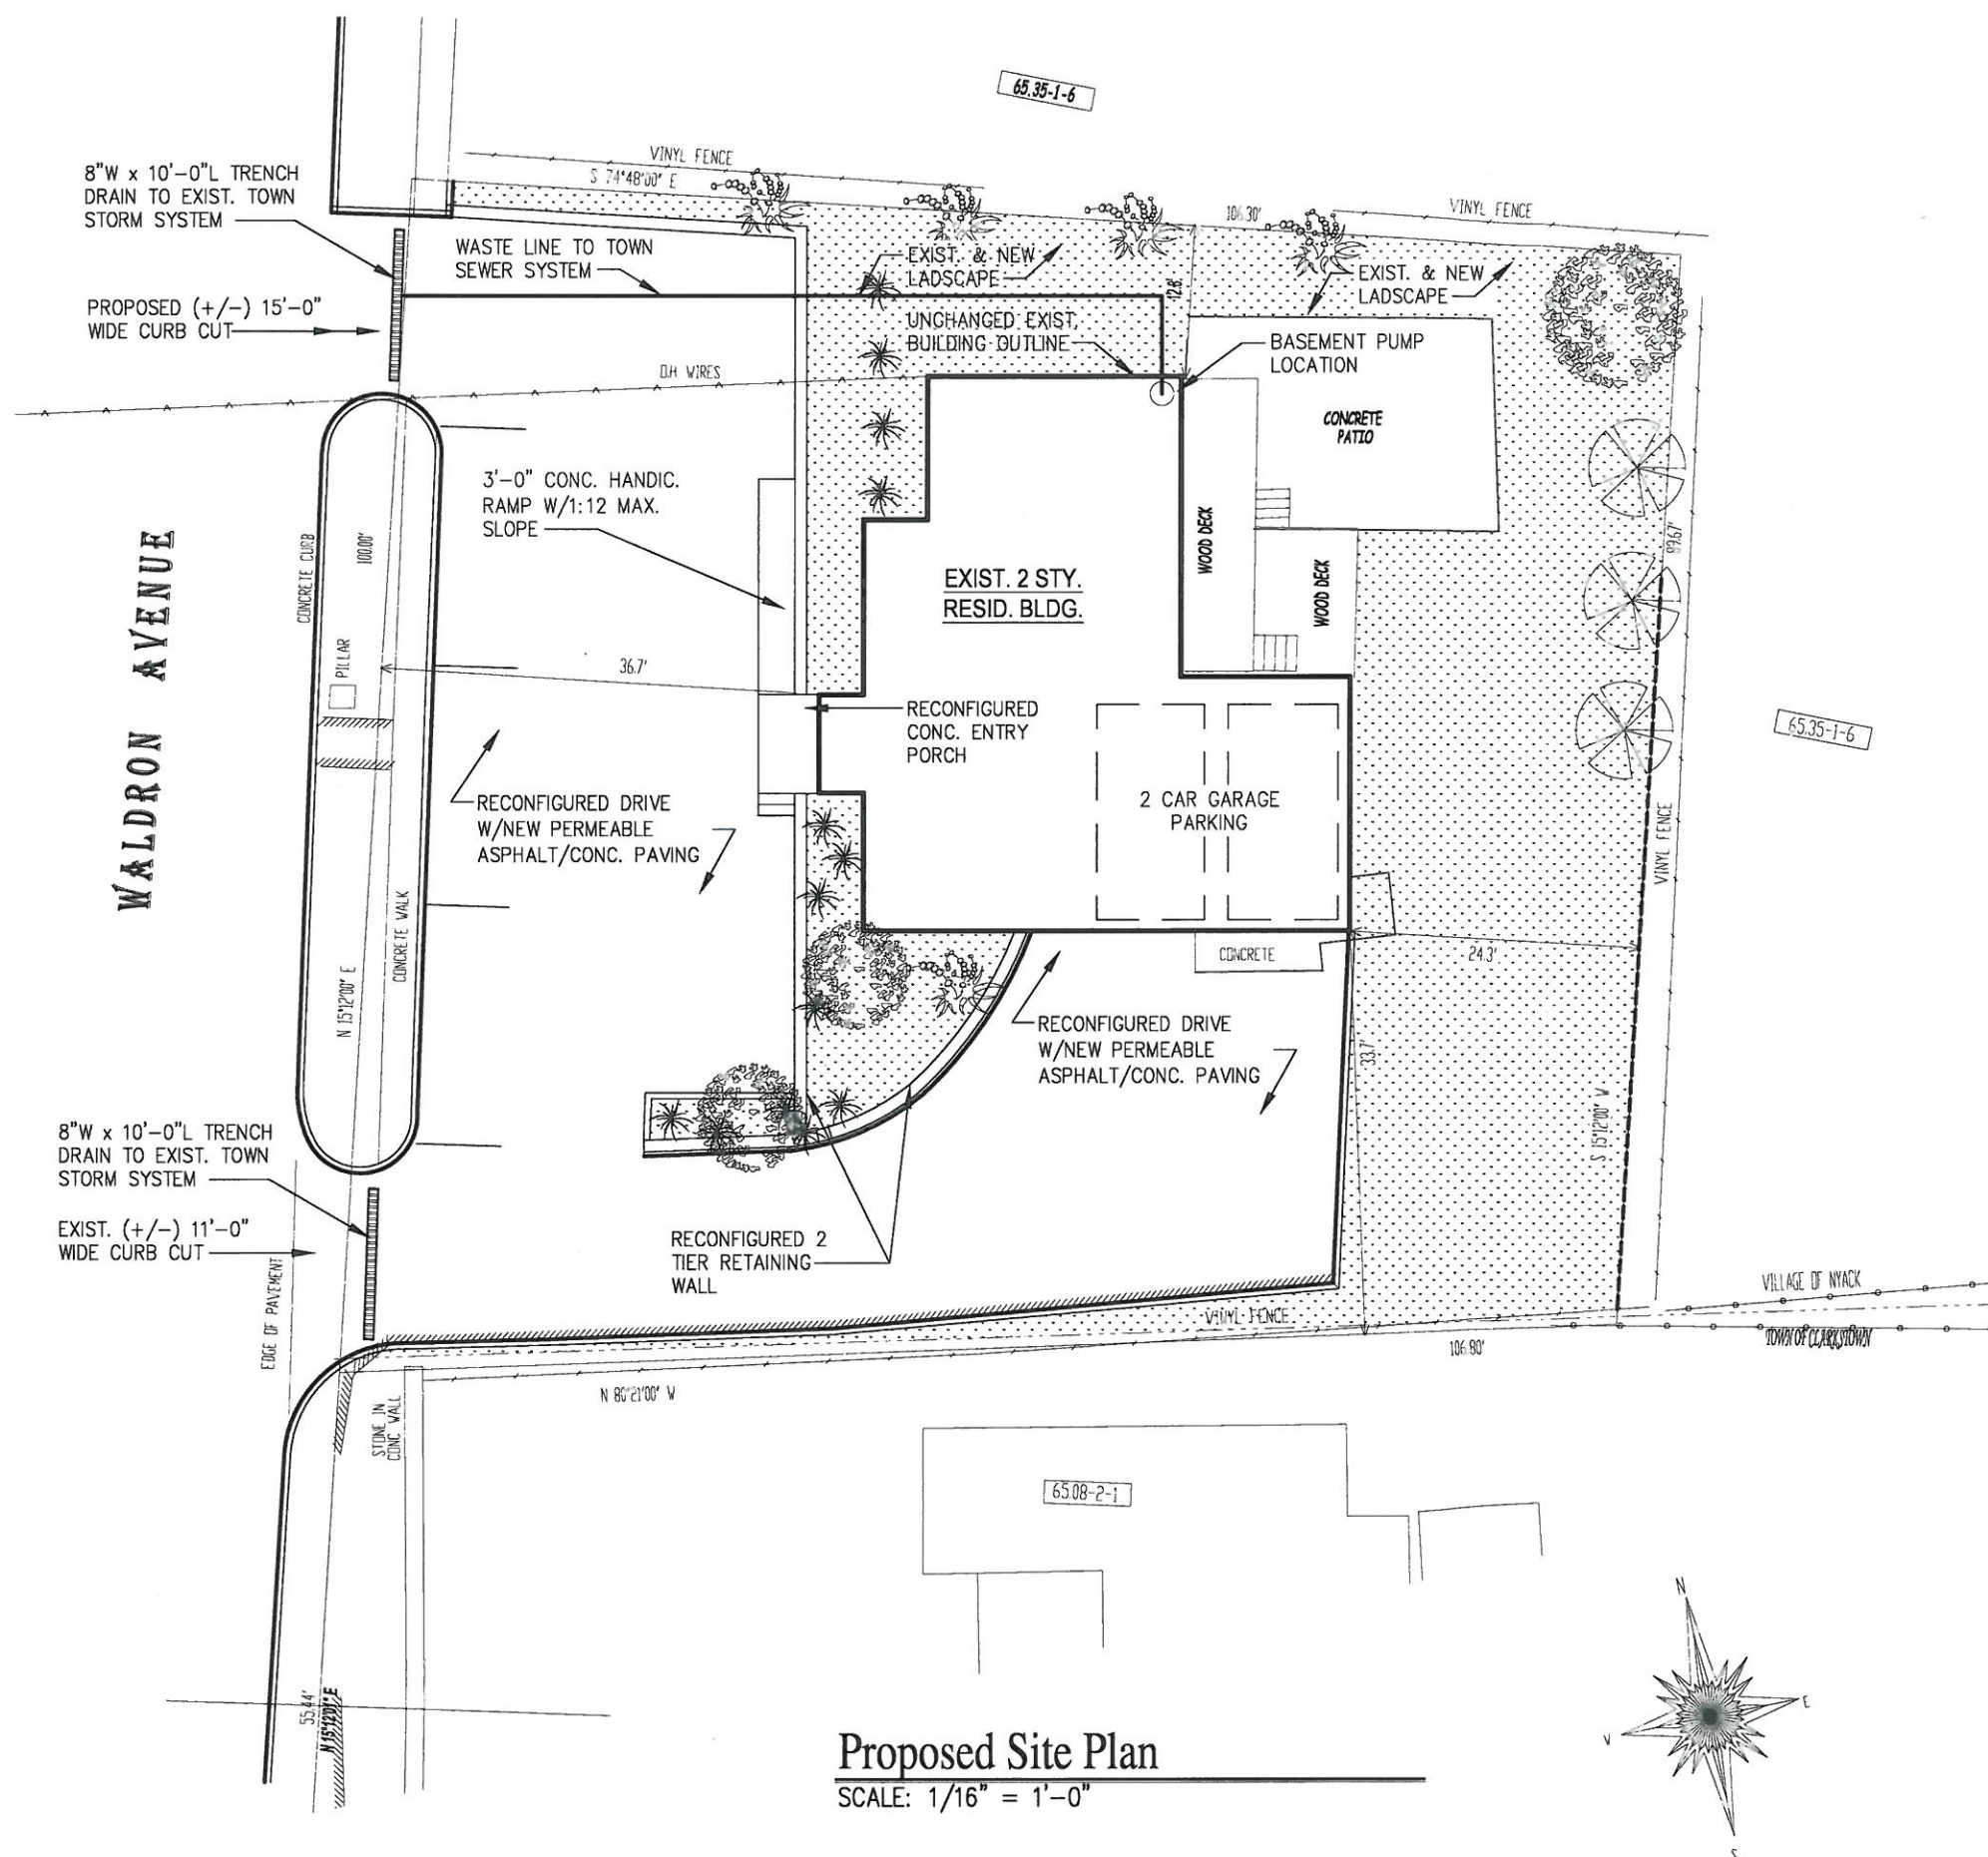 65.35-1-6
VINYL FENCE
S 74°48'00" E
106.30'
VINYL FENCE
8"W x 10'-0"L TRENCH
DRAIN TO EXIST. TOWN
STORM SYSTEM
WASTE LINE TO TOWN
SEWER SYSTEM
EXIST. & NEW
LADSCAPE
EXIST. & NEW
LADSCAPE
12.8'
PROPOSED (+/-) 15'-0"
WIDE CURB CUT
UNCHANGED EXIST.
BUILDING OUTLINE
BASEMENT PUMP
LOCATION
O.H. WIRES
CONCRETE
PATIO
3'-0" CONC. HANDIC.
RAMP W/1:12 MAX.
SLOPE
WALDRON AVENUE
CONCRETE CURB
100.00'
PILLAR
36.7'
EXIST. 2 STY.
RESID. BLDG.
WOOD DECK
WOOD DECK
89.67'
RECONFIGURED
CONC. ENTRY
PORCH
65.35-1-6
RECONFIGURED DRIVE
W/NEW PERMEABLE
ASPHALT/CONC. PAVING
2 CAR GARAGE
PARKING
VINYL FENCE
CONCRETE WALK
N 15°12'00" E
CONCRETE
24.3'
RECONFIGURED DRIVE
W/NEW PERMEABLE
ASPHALT/CONC. PAVING
33.7'
S 15°12'00" W
8"W x 10'-0"L TRENCH
DRAIN TO EXIST. TOWN
STORM SYSTEM
EXIST. (+/-) 11'-0"
WIDE CURB CUT
RECONFIGURED 2
TIER RETAINING
WALL
EDGE OF PAVEMENT
VINYL FENCE
VILLAGE OF NYACK
TOWN OF CLARKSTOWN
106.80'
N 80°21'00" W
STONE IN
CONC WALL
65.08-2-1
55.44'
N 15°12'01" E
N
E
V
S
Proposed Site Plan
SCALE: 1/16" = 1'-0"